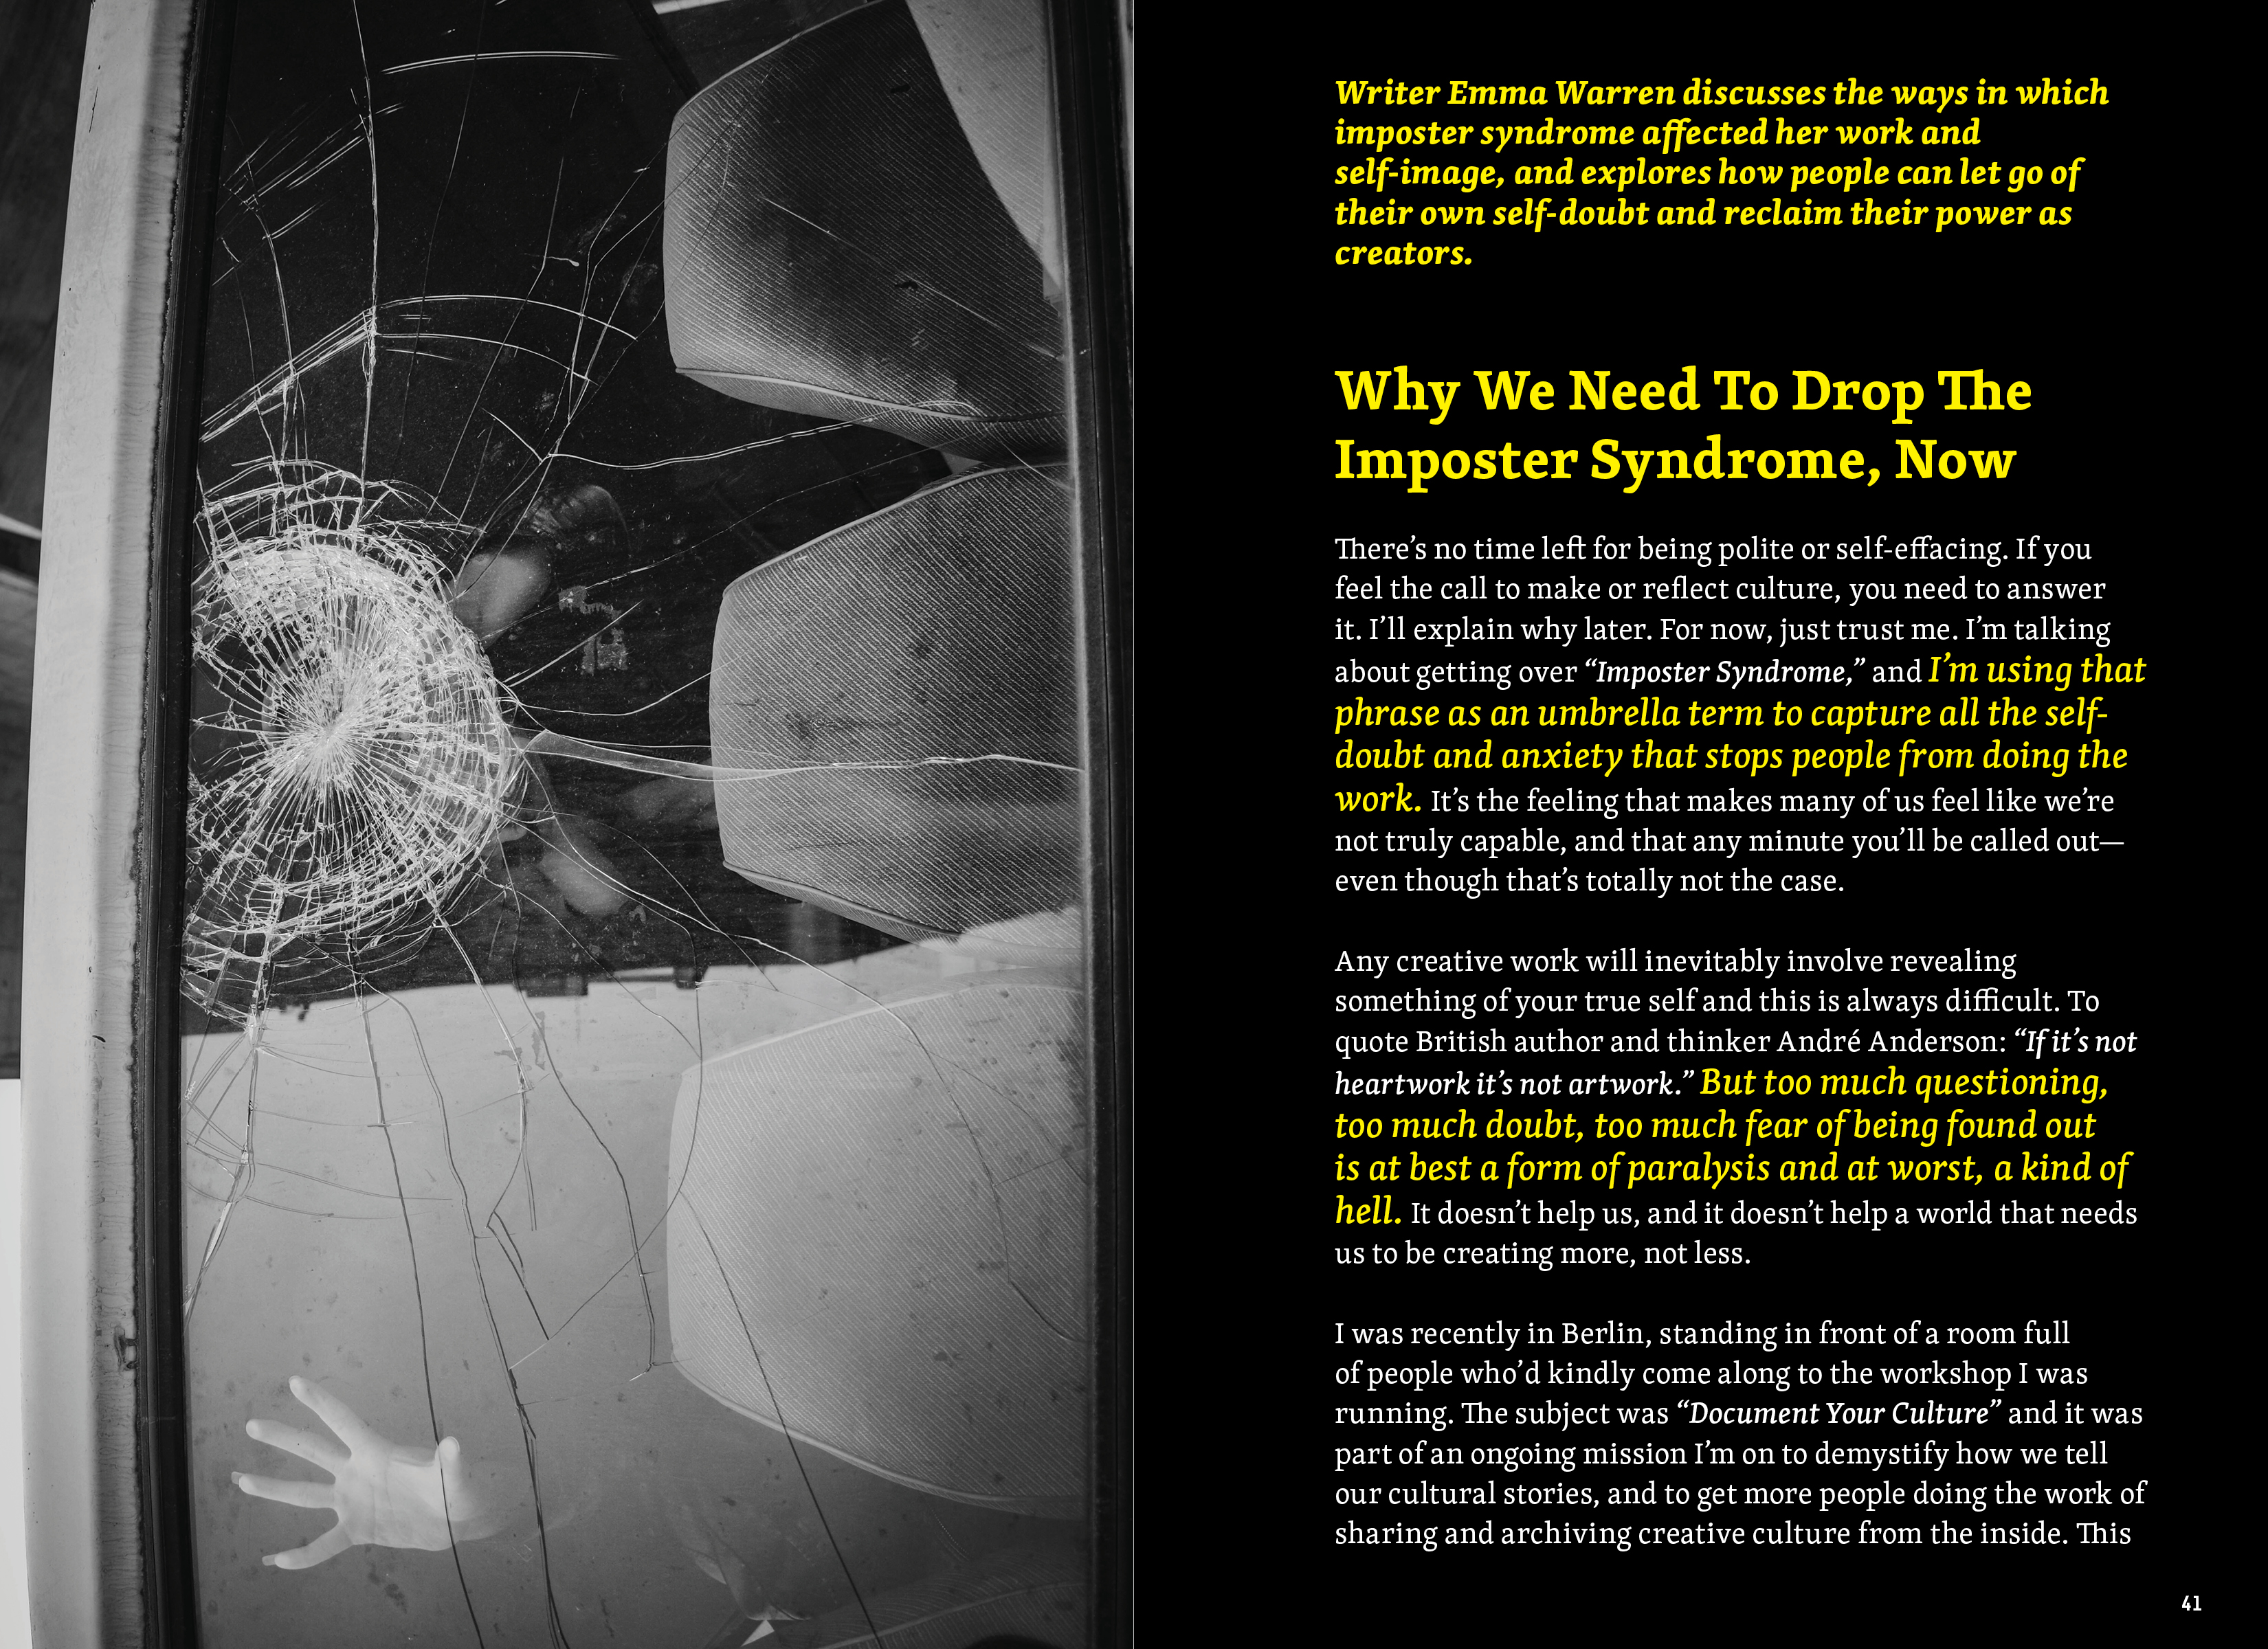 Writer Emma Warren discusses the ways in which
imposter syndrome affected her work and
self-image, and explores how people can let go of
their own self-doubt and reclaim their power as
creators.
Why We Need To Drop The
Imposter Syndrome, Now
There’s no time left for being polite or self-effacing. If you
feel the call to make or reflect culture, you need to answer
it. I’ll explain why later. For now, just trust me. I’m talking
about getting over “Imposter Syndrome,” and I’m using that
phrase as an umbrella term to capture all the self-
doubt and anxiety that stops people from doing the
work. It’s the feeling that makes many of us feel like we’re
not truly capable, and that any minute you’ll be called out—
even though that’s totally not the case.
Any creative work will inevitably involve revealing
something of your true self and this is always difficult. To
quote British author and thinker André Anderson: “If it’s not
heartwork it’s not artwork.” But too much questioning,
too much doubt, too much fear of being found out
is at best a form of paralysis and at worst, a kind of
hell. It doesn’t help us, and it doesn’t help a world that needs
us to be creating more, not less.
I was recently in Berlin, standing in front of a room full
of people who’d kindly come along to the workshop I was
running. The subject was “Document Your Culture” and it was
part of an ongoing mission I’m on to demystify how we tell
our cultural stories, and to get more people doing the work of
sharing and archiving creative culture from the inside. This
41